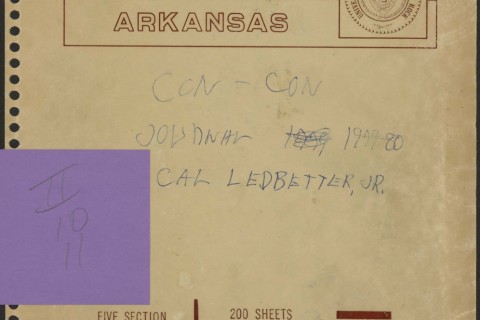 ARKANSAS
CON-CON
JOURNAL 1979-80
CAL LEDBETTER, JR.
II
10
11
FIVE SECTION 200 SHEETS